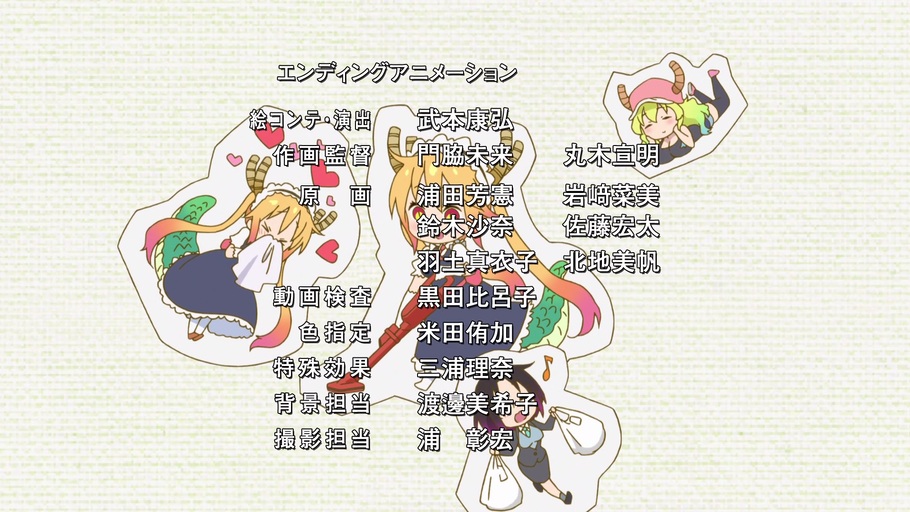 エンディングアニメーション
絵コンテ・演出 武本康弘
作画監督 門脇未来 丸木宣明
原　画 浦田芳憲 岩﨑菜美
鈴木沙奈 佐藤宏太
羽土真衣子 北地美帆
動画検査 黒田比呂子
色指定 米田侑加
特殊効果 三浦理奈
背景担当 渡邊美希子
撮影担当 浦　彰宏